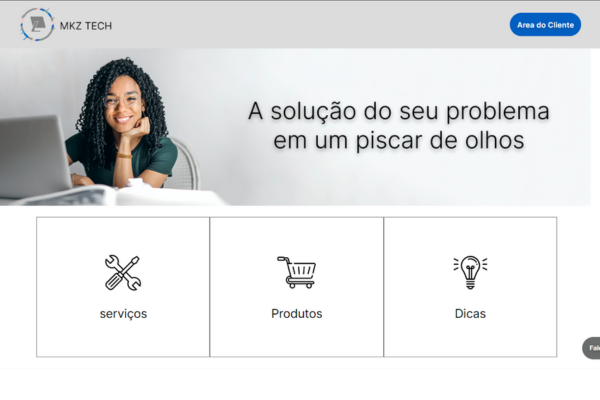 MKZ TECH
Area do Cliente
A solução do seu problema
em um piscar de olhos
serviços
Produtos
Dicas